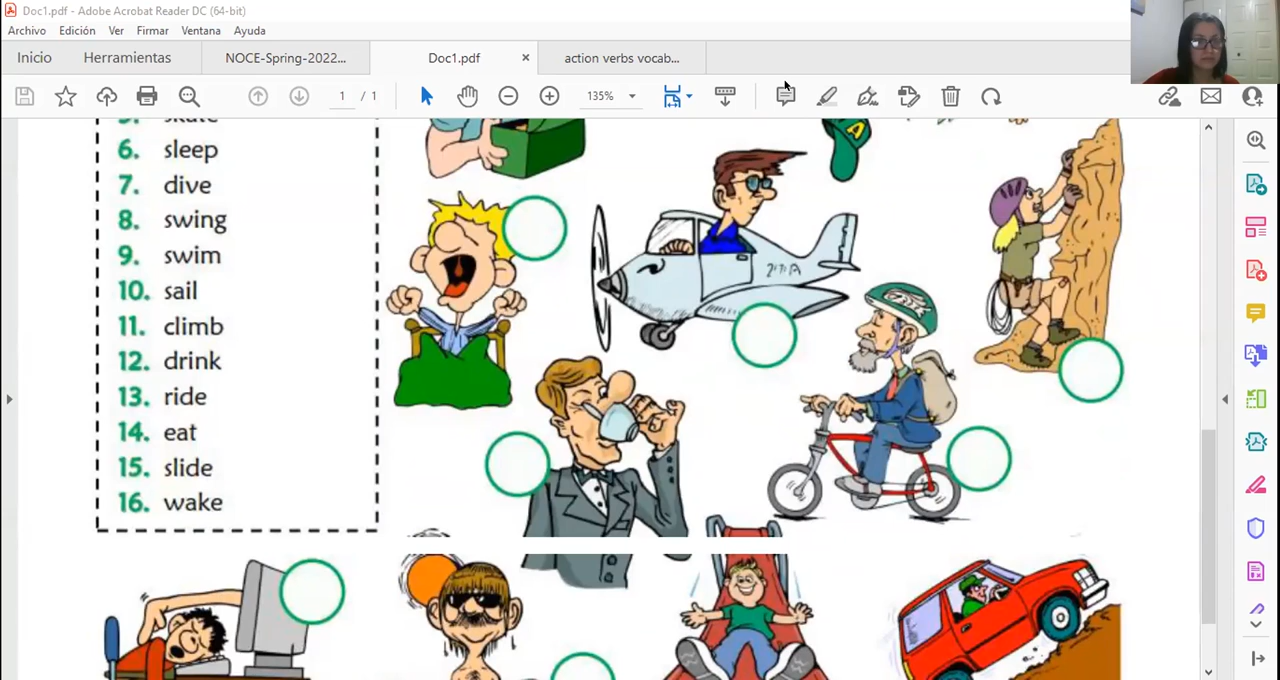 Doc1.pdf - Adobe Acrobat Reader DC (64-bit)
Archivo Edición Ver Firmar Ventana Ayuda
Inicio Herramientas NOCE-Spring-2022... Doc1.pdf × action verbs vocab...
1 / 1 135%
5. skate
6. sleep
7. dive
8. swing
9. swim
10. sail
11. climb
12. drink
13. ride
14. eat
15. slide
16. wake
A